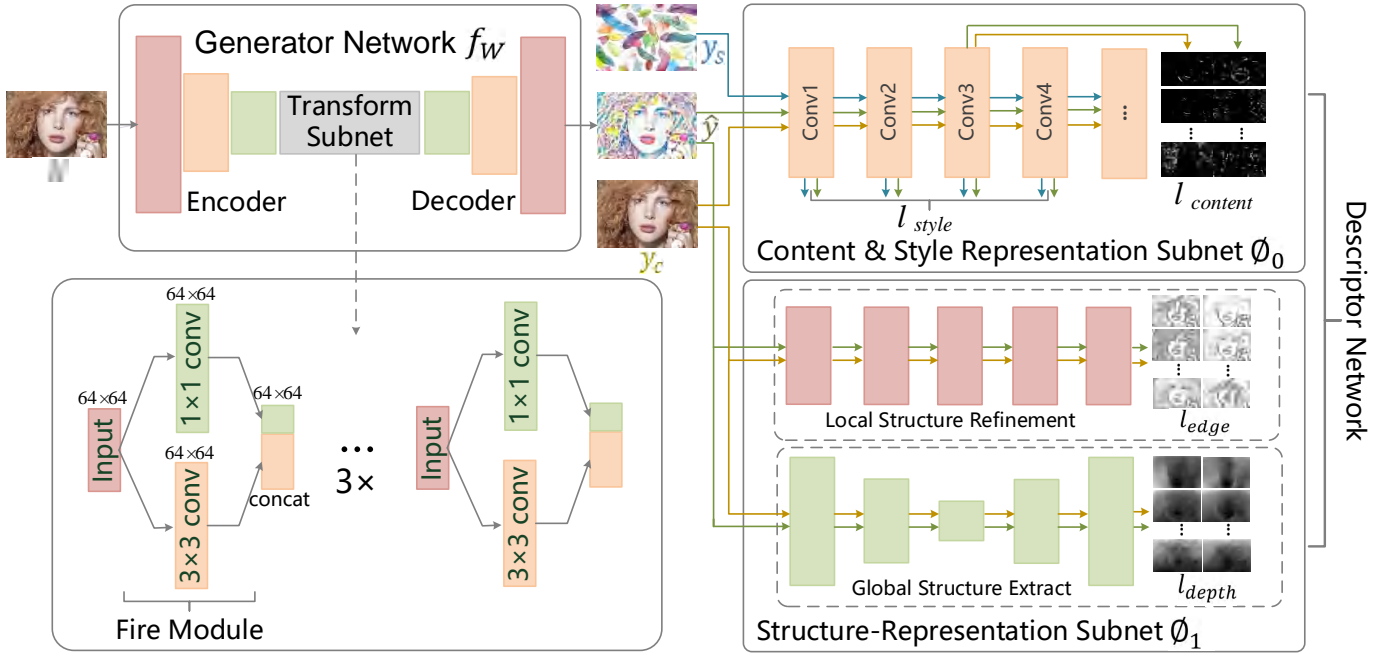 Generator Network f_W
Transform
Subnet
Encoder
Decoder
y_s
ŷ
y_c
Conv1
Conv2
Conv3
Conv4
...
l_style
l_content
Content & Style Representation Subnet Ø_0
64×64
1×1 conv
64×64
Input
64×64
3×3 conv
64×64
concat
Fire Module
...
3×
Input
1×1 conv
3×3 conv
Local Structure Refinement
l_edge
Global Structure Extract
l_depth
Structure-Representation Subnet Ø_1
Descriptor Network